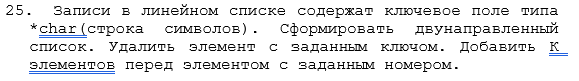 25. Записи в линейном списке содержат ключевое поле типа
*char(строка символов). Сформировать двунаправленный
список. Удалить элемент с заданным ключом. Добавить К
элементов перед элементом с заданным номером.